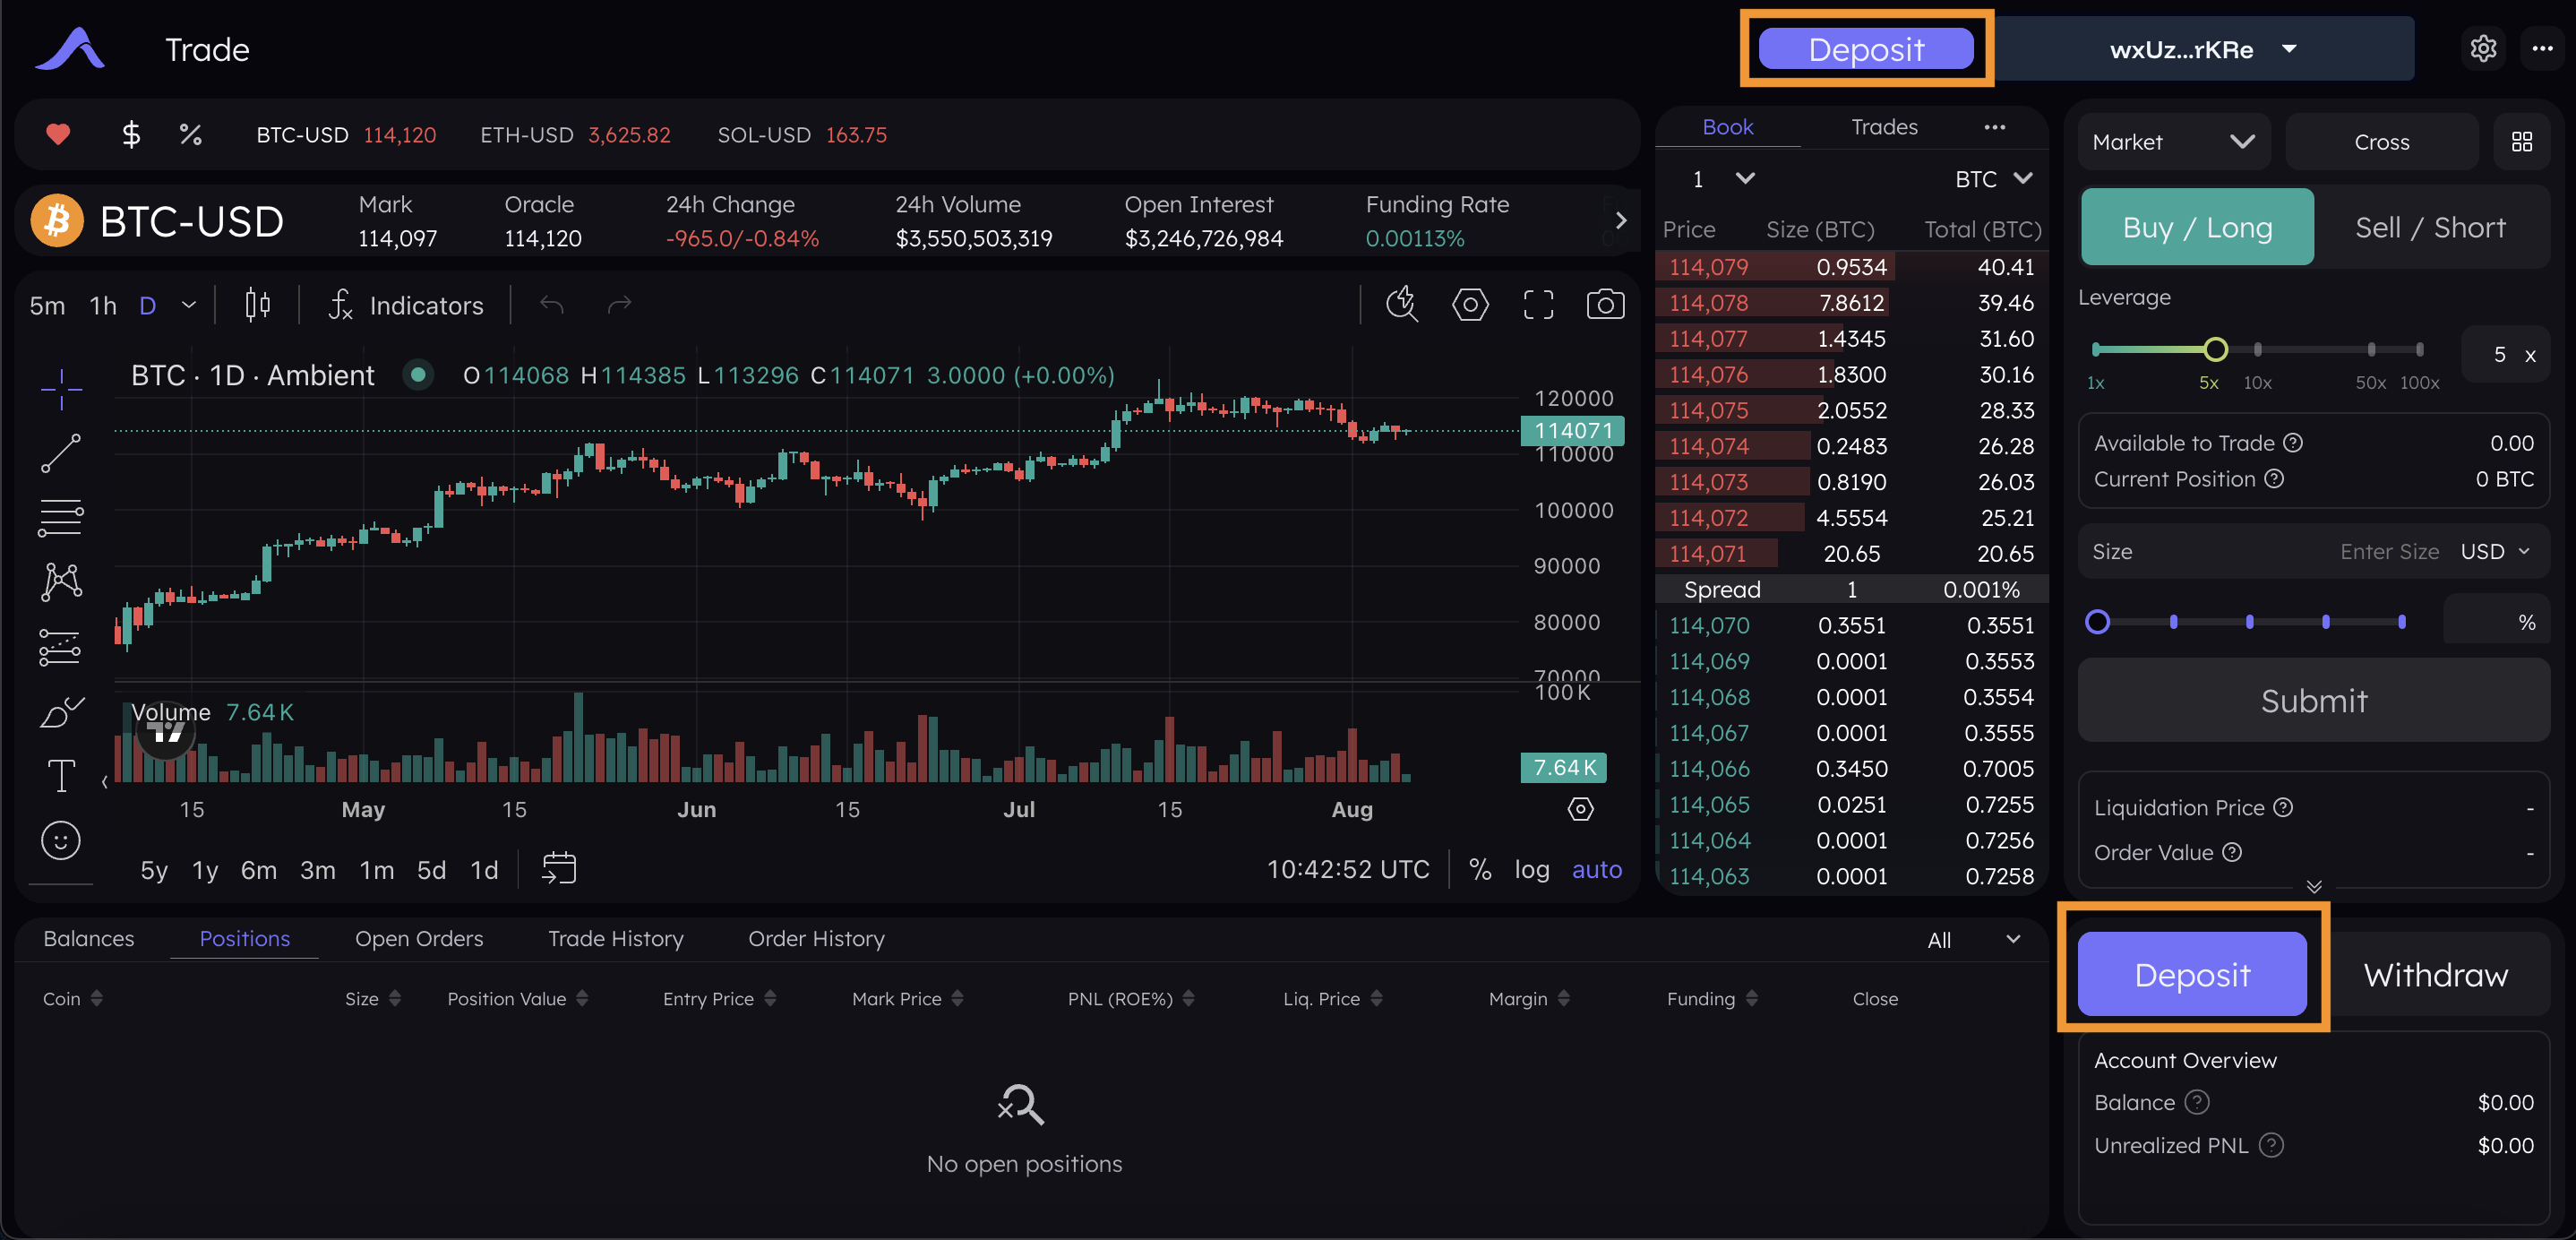 Trade
Deposit
wxUz...rKRe
$ % BTC-USD 114,120 ETH-USD 3,625.82 SOL-USD 163.75
BTC-USD
Mark
114,097
Oracle
114,120
24h Change
-965.0/-0.84%
24h Volume
$3,550,503,319
Open Interest
$3,246,726,984
Funding Rate
0.00113%
5m 1h D
Indicators
BTC · 1D · Ambient O114068 H114385 L113296 C114071 3.0000 (+0.00%)
120000
114071
110000
100000
90000
80000
70000
100K
Volume 7.64K
7.64K
15 May 15 Jun 15 Jul 15 Aug
5y 1y 6m 3m 1m 5d 1d
10:42:52 UTC % log auto
Book Trades
1 BTC
Price Size (BTC) Total (BTC)
114,079 0.9534 40.41
114,078 7.8612 39.46
114,077 1.4345 31.60
114,076 1.8300 30.16
114,075 2.0552 28.33
114,074 0.2483 26.28
114,073 0.8190 26.03
114,072 4.5554 25.21
114,071 20.65 20.65
Spread 1 0.001%
114,070 0.3551 0.3551
114,069 0.0001 0.3553
114,068 0.0001 0.3554
114,067 0.0001 0.3555
114,066 0.3450 0.7005
114,065 0.0251 0.7255
114,064 0.0001 0.7256
114,063 0.0001 0.7258
Market Cross
Buy / Long Sell / Short
Leverage
1x 5x 10x 50x 100x
5 x
Available to Trade 0.00
Current Position 0 BTC
Size Enter Size USD
%
Submit
Liquidation Price -
Order Value -
Balances Positions Open Orders Trade History Order History All
Coin Size Position Value Entry Price Mark Price PNL (ROE%) Liq. Price Margin Funding Close
No open positions
Deposit Withdraw
Account Overview
Balance $0.00
Unrealized PNL $0.00